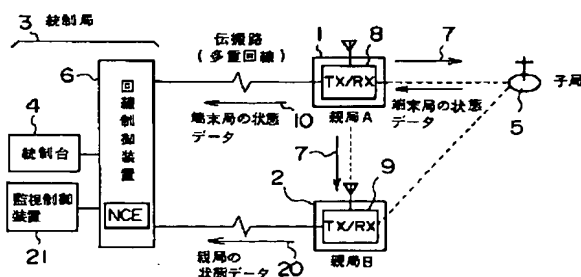 3 統制局
6
回線制御装置
NCE
4
統制台
監視制御
装置
21
伝搬路
(多重回線)
端末局の状態
データ
10
1
8
TX/RX
親局A
7
端末局の状態
データ
子局
5
7
2
9
TX/RX
親局B
親局の
状態データ
20